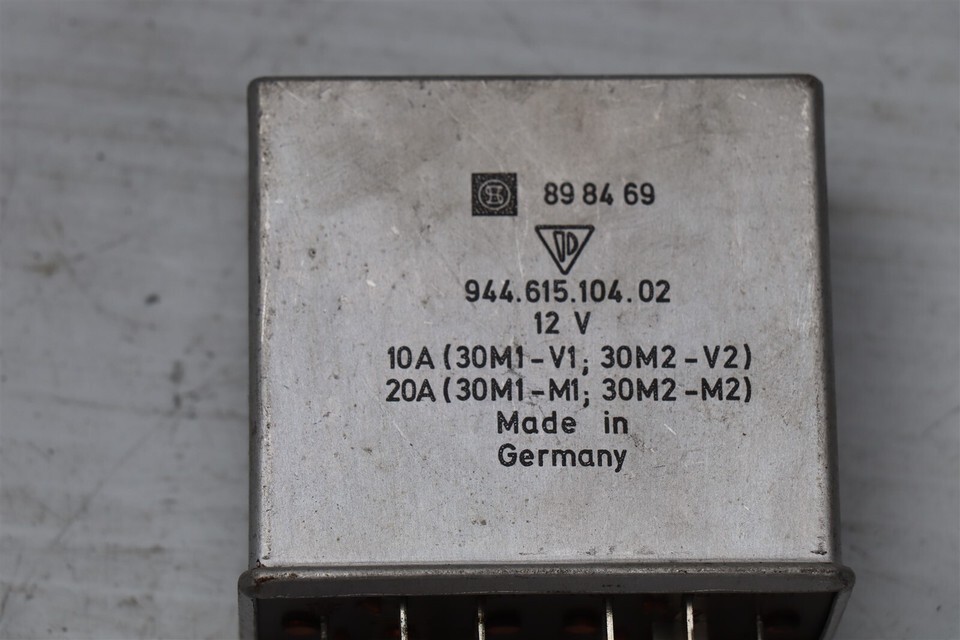 89 84 69
944.615.104.02
12 V
10A (30M1-V1; 30M2-V2)
20A (30M1-M1; 30M2-M2)
Made in
Germany